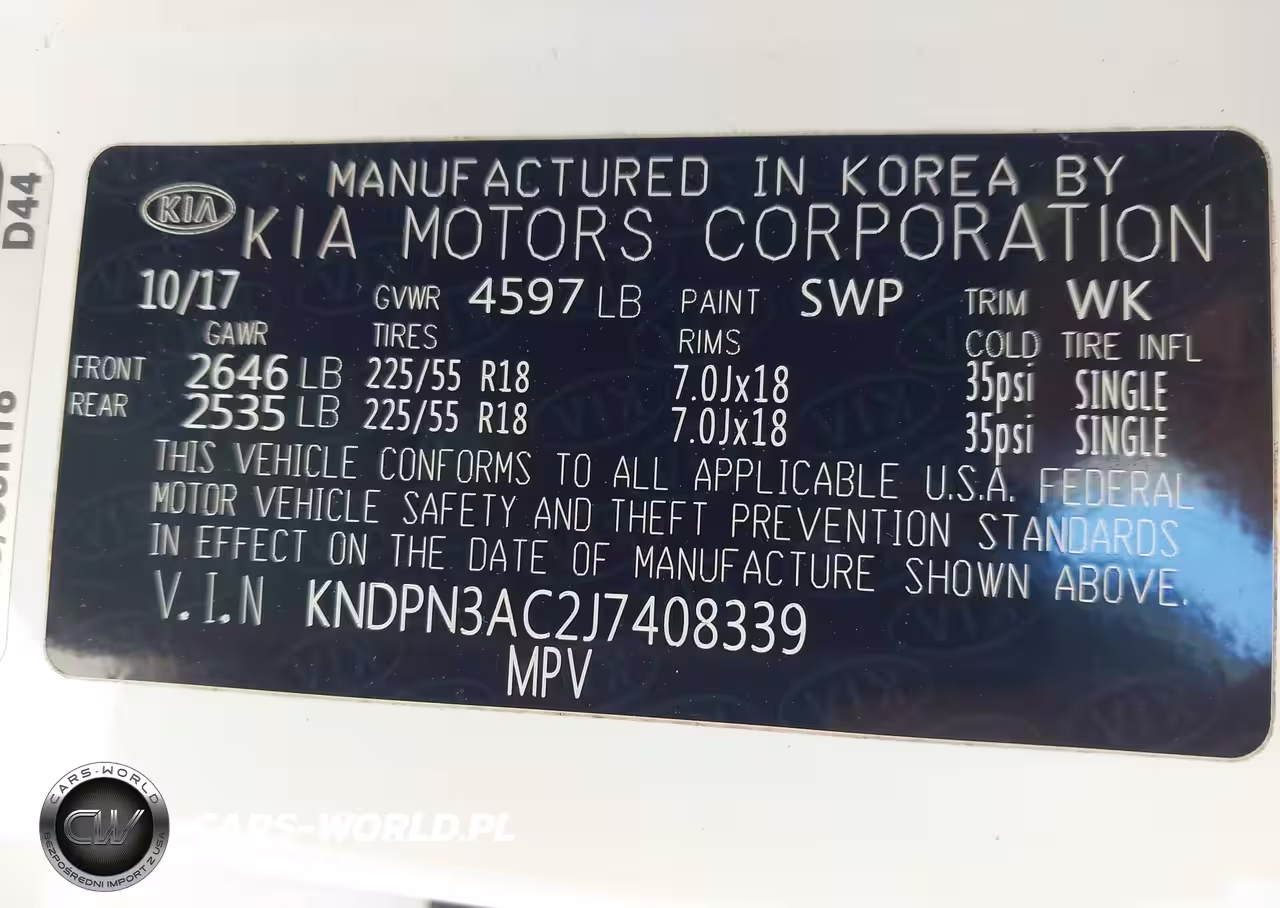 MANUFACTURED IN KOREA BY
KIA KIA MOTORS CORPORATION
10/17 GVWR 4597 LB PAINT SWP TRIM WK
GAWR TIRES RIMS COLD TIRE INFL
FRONT 2646 LB 225/55 R18 7.0Jx18 35psi SINGLE
REAR 2535 LB 225/55 R18 7.0Jx18 35psi SINGLE
THIS VEHICLE CONFORMS TO ALL APPLICABLE U.S.A. FEDERAL
MOTOR VEHICLE SAFETY AND THEFT PREVENTION STANDARDS
IN EFFECT ON THE DATE OF MANUFACTURE SHOWN ABOVE.
V.I.N KNDPN3AC2J7408339
MPV
D44
CARS-WORLD
CW
BEZPOŚREDNI IMPORT Z USA
CARS-WORLD.PL